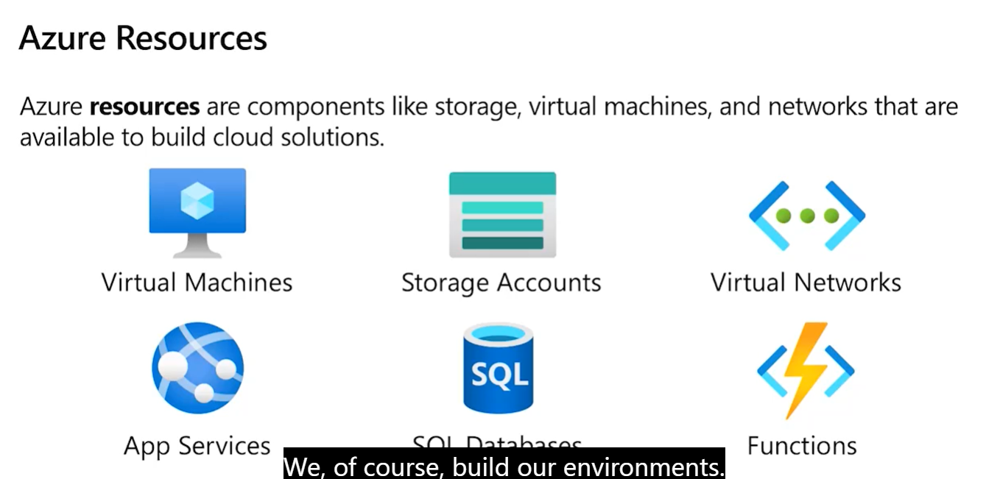 Azure Resources
Azure resources are components like storage, virtual machines, and networks that are
available to build cloud solutions.
Virtual Machines
Storage Accounts
Virtual Networks
SQL
App Services
SQL Databases
Functions
We, of course, build our environments.